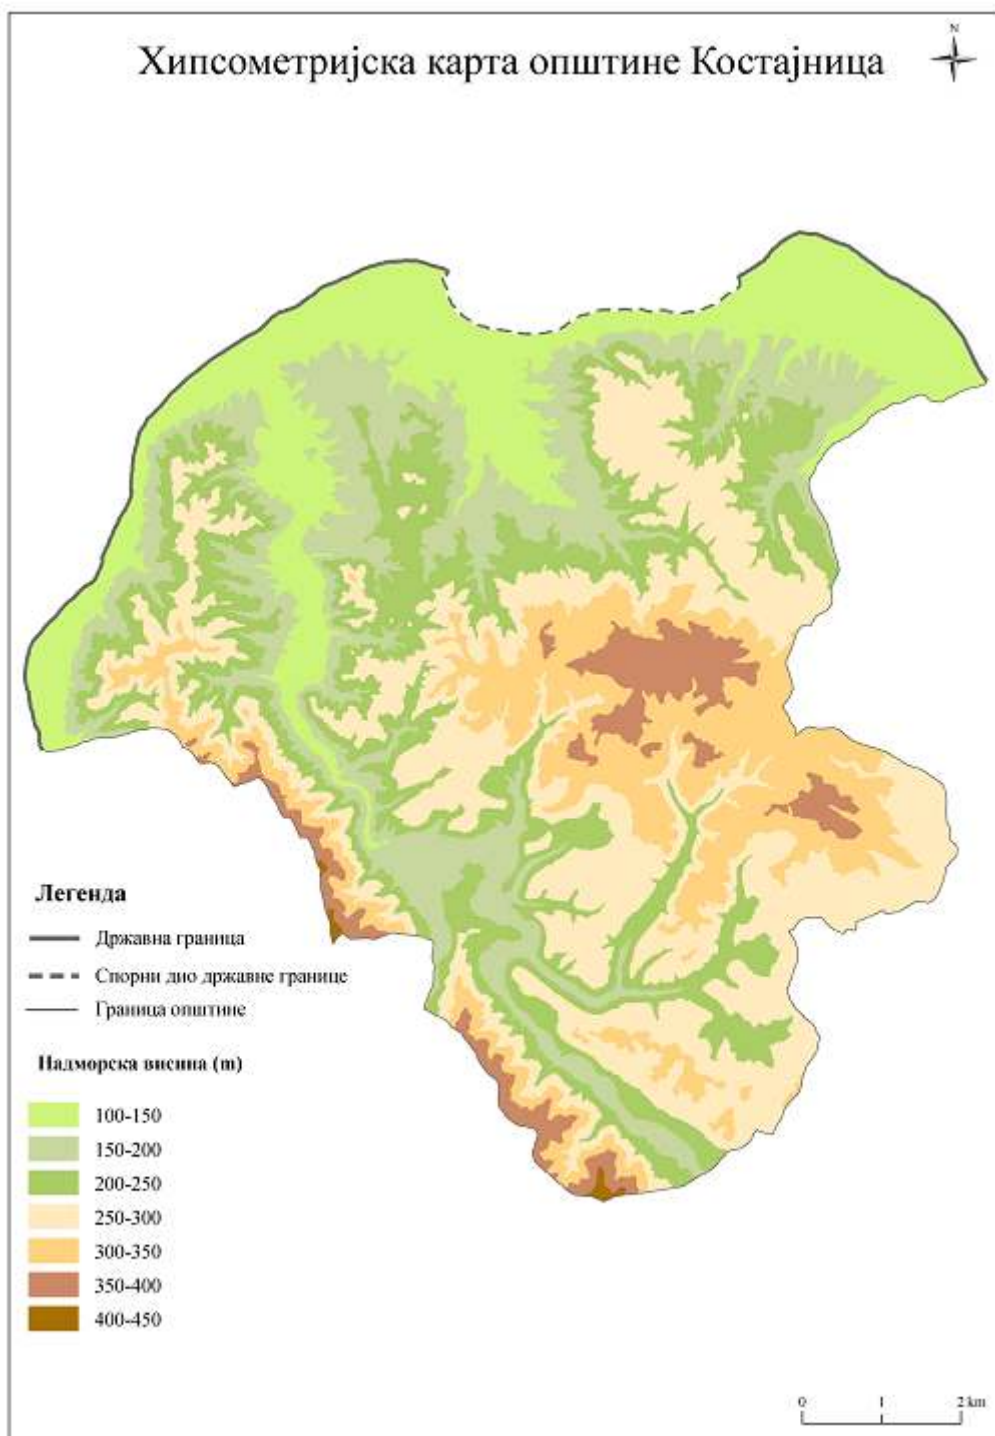 N
Хипсометријска карта општине Костајница
Легенда
Државна граница
Спорни дио државне границе
Граница општине
Надморска висина (m)
100-150
150-200
200-250
250-300
300-350
350-400
400-450
0 1 2 km